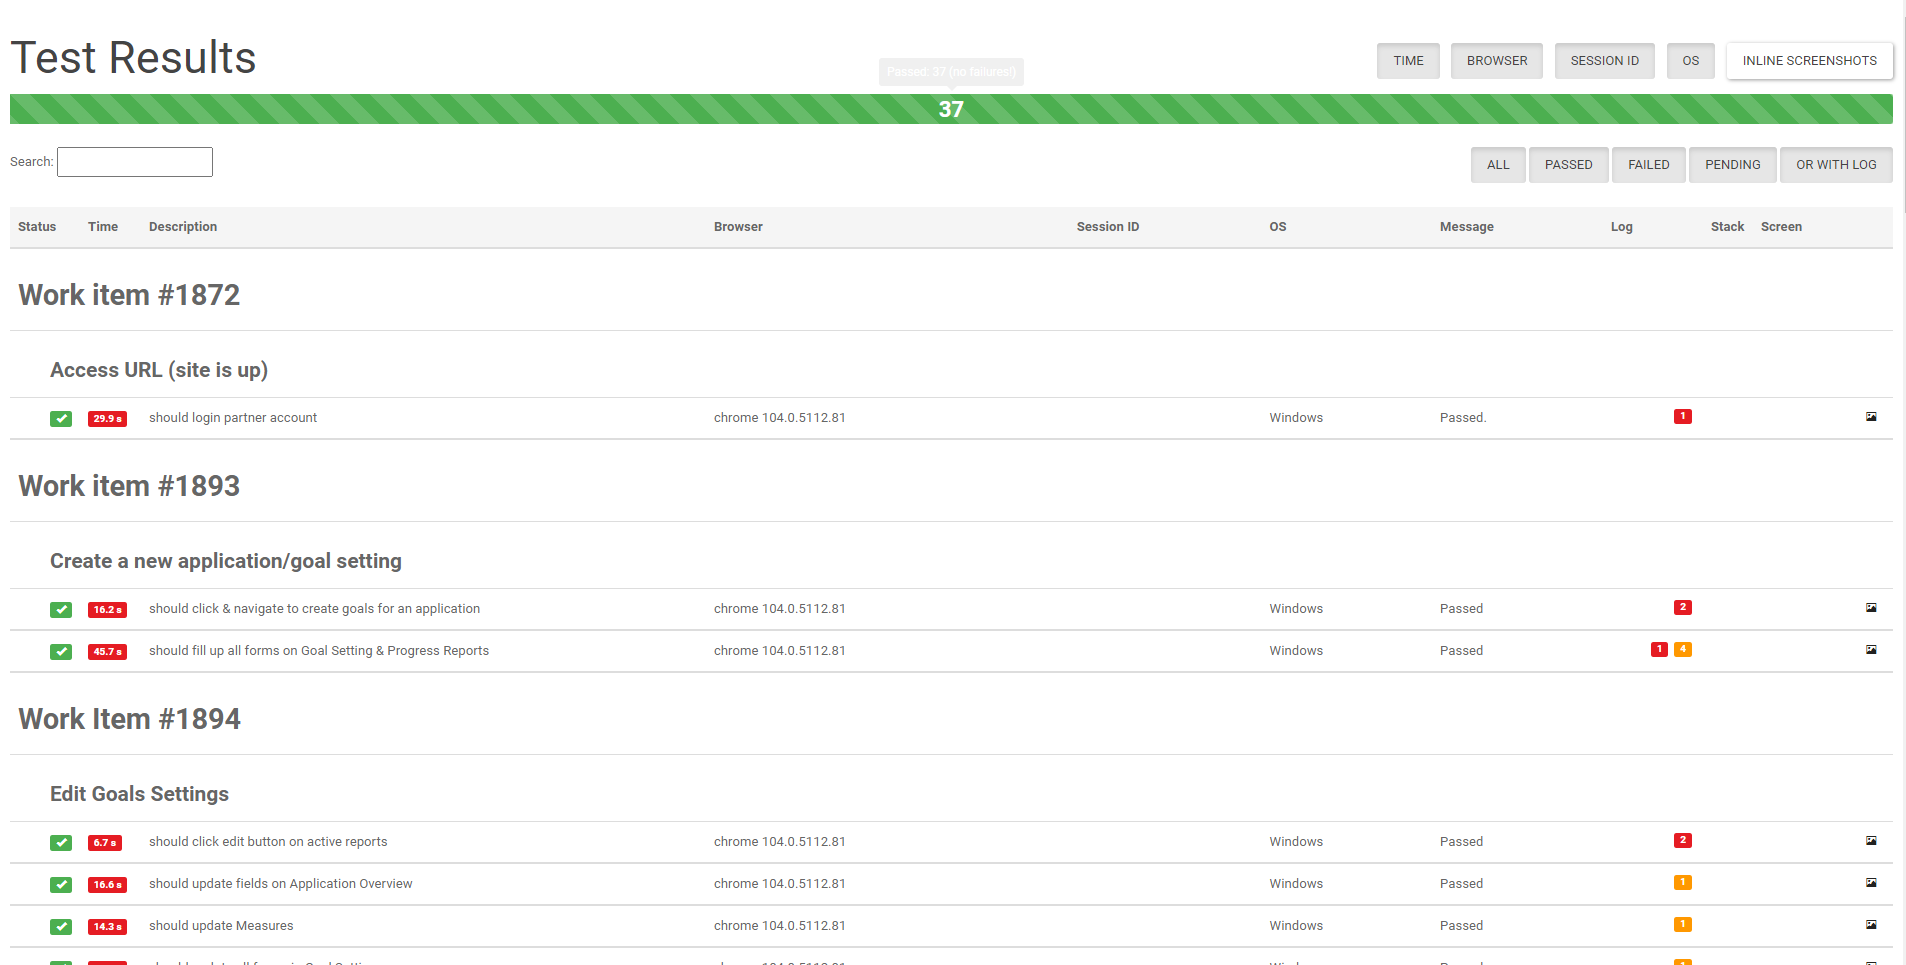 Test Results
TIME BROWSER SESSION ID OS INLINE SCREENSHOTS
Passed: 37 (no failures!)
37
Search:
ALL PASSED FAILED PENDING OR WITH LOG
Status Time Description Browser Session ID OS Message Log Stack Screen
Work item #1872
Access URL (site is up)
29.9 s should login partner account chrome 104.0.5112.81 Windows Passed. 1
Work item #1893
Create a new application/goal setting
16.2 s should click & navigate to create goals for an application chrome 104.0.5112.81 Windows Passed 2
45.7 s should fill up all forms on Goal Setting & Progress Reports chrome 104.0.5112.81 Windows Passed 1 4
Work Item #1894
Edit Goals Settings
6.7 s should click edit button on active reports chrome 104.0.5112.81 Windows Passed 2
16.6 s should update fields on Application Overview chrome 104.0.5112.81 Windows Passed 1
14.3 s should update Measures chrome 104.0.5112.81 Windows Passed 1